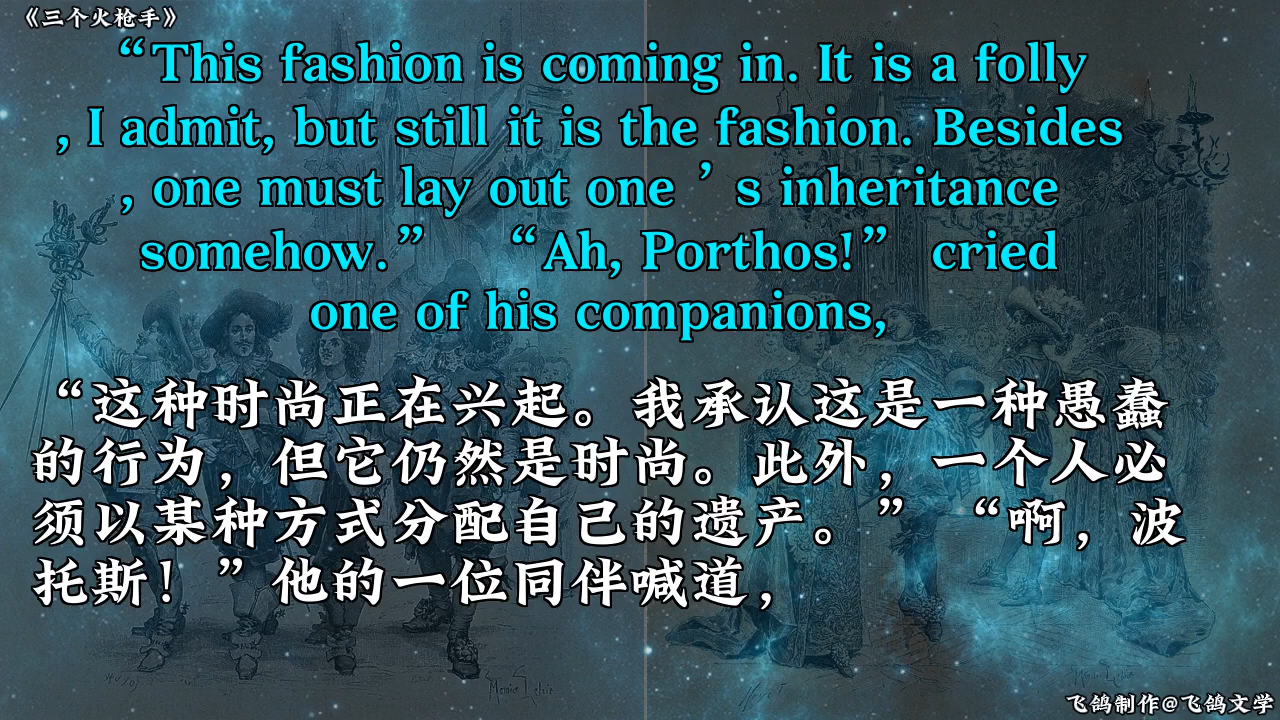 《三个火枪手》
“This fashion is coming in. It is a folly
, I admit, but still it is the fashion. Besides
, one must lay out one ’ s inheritance
somehow.” “Ah, Porthos!” cried
one of his companions,
“这种时尚正在兴起。我承认这是一种愚蠢
的行为，但它仍然是时尚。此外，一个人必
须以某种方式分配自己的遗产。” “啊，波
托斯！”他的一位同伴喊道，
飞鸽制作@飞鸽文学